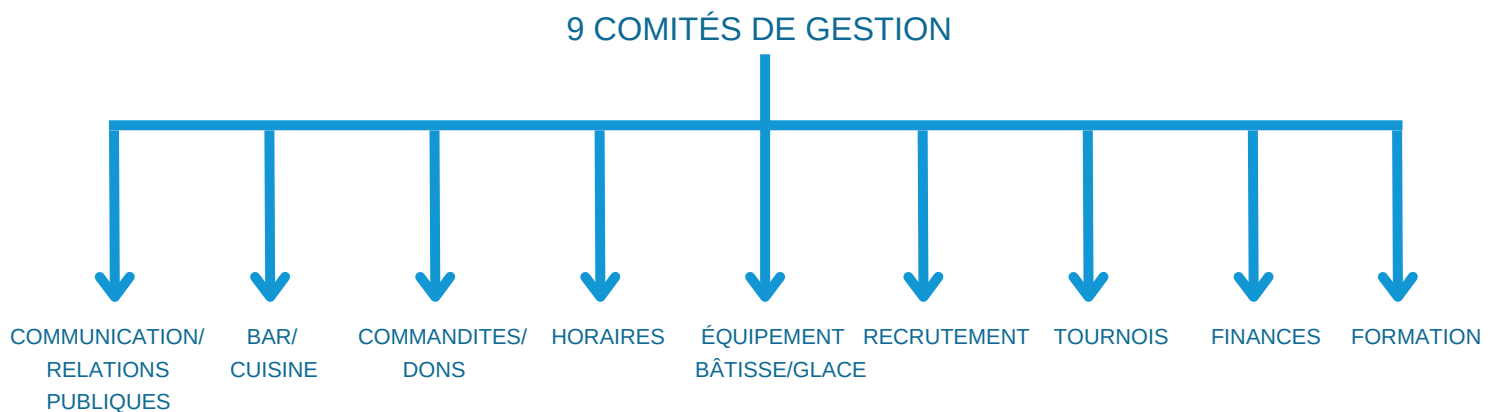 9 COMITÉS DE GESTION
COMMUNICATION/
RELATIONS
PUBLIQUES
BAR/
CUISINE
COMMANDITES/
DONS
HORAIRES
ÉQUIPEMENT
BÂTISSE/GLACE
RECRUTEMENT
TOURNOIS
FINANCES
FORMATION